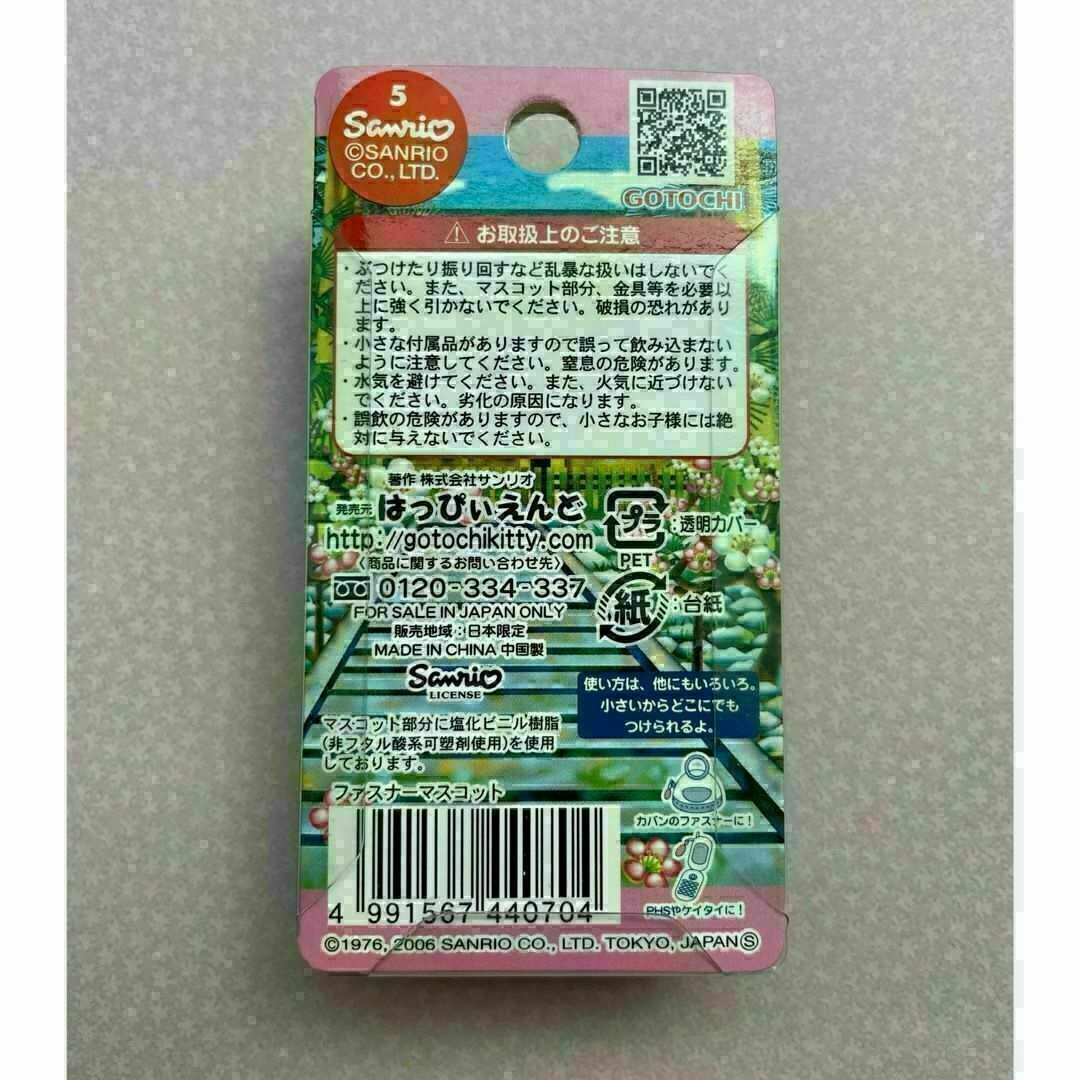 5
Sanrio
©SANRIO
CO., LTD.
GOTOCHI
⚠ お取扱上のご注意
・ぶつけたり振り回すなど乱暴な扱いはしないでく
ださい。また、マスコット部分、金具等を必要以
上に強く引かないでください。破損の恐れがあり
ます。
・小さな付属品がありますので誤って飲み込まない
ように注意してください。窒息の危険があります。
・水気を避けてください。また、火気に近づけない
でください。劣化の原因になります。
・誤飲の危険がありますので、小さなお子様には絶
対に与えないでください。
著作 株式会社サンリオ
発売元 はっぴぃえんど
http://gotochikitty.com
〈商品に関するお問い合わせ先〉
0120-334-337
FOR SALE IN JAPAN ONLY
販売地域：日本限定
MADE IN CHINA 中国製
Sanrio
LICENSE
プラ :透明カバー
PET
紙 :台紙
使い方は、他にもいろいろ。
小さいからどこにでも
つけられるよ。
マスコット部分に塩化ビニル樹脂
(非フタル酸系可塑剤使用)を使用
しております。
ファスナーマスコット
カバンのファスナーに！
PHSやケイタイに！
4 991567 440704
©1976, 2006 SANRIO CO., LTD. TOKYO, JAPAN Ⓢ